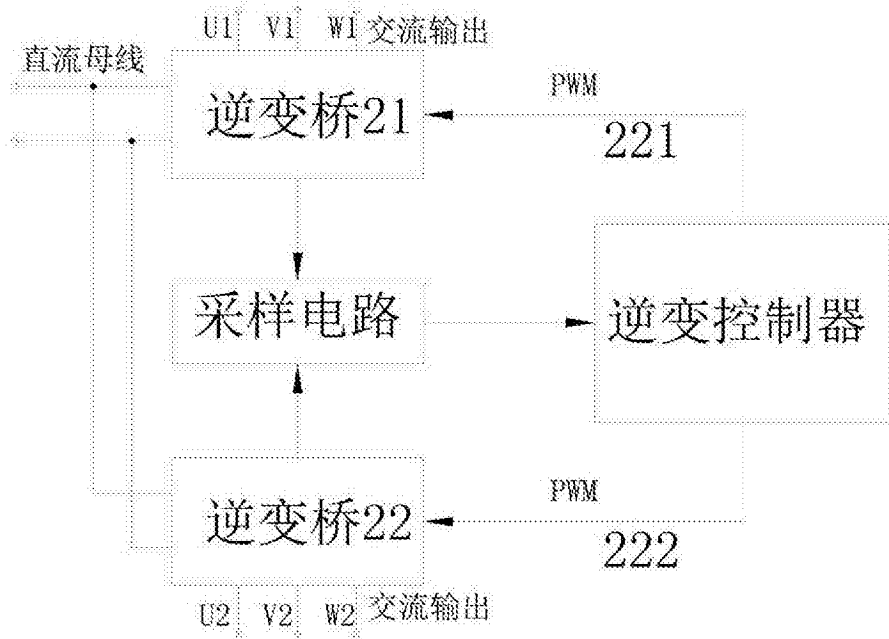 U1 V1 W1 交流输出
直流母线
逆变桥21
PWM
221
采样电路
逆变控制器
逆变桥22
PWM
222
U2 V2 W2 交流输出